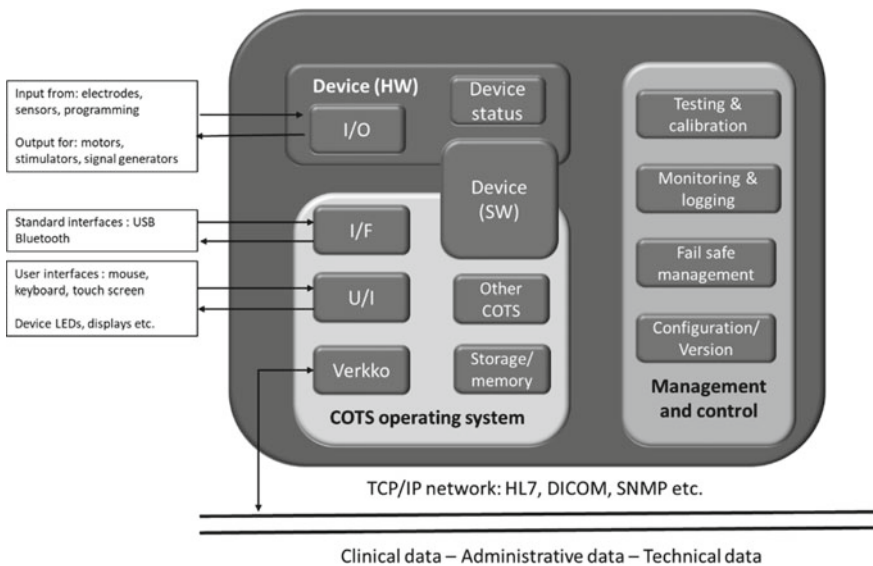 Input from: electrodes,
sensors, programming
Output for: motors,
stimulators, signal generators
Standard interfaces : USB
Bluetooth
User interfaces : mouse,
keyboard, touch screen
Device LEDs, displays etc.
Device (HW)
I/O
Device
status
Device
(SW)
I/F
U/I
Other
COTS
Verkko
Storage/
memory
COTS operating system
Testing &
calibration
Monitoring &
logging
Fail safe
management
Configuration/
Version
Management
and control
TCP/IP network: HL7, DICOM, SNMP etc.
Clinical data – Administrative data – Technical data